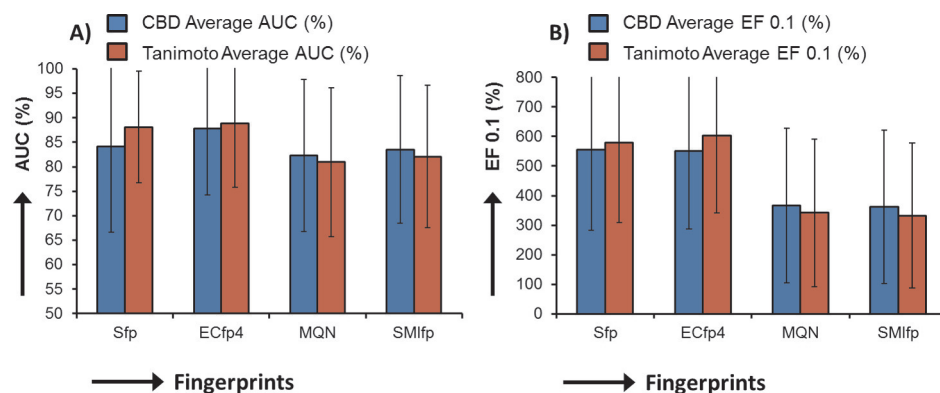 A)
CBD Average AUC (%)
Tanimoto Average AUC (%)
AUC (%)
100
95
90
85
80
75
70
65
60
55
50
Sfp ECfp4 MQN SMIfp
Fingerprints
B)
CBD Average EF 0.1 (%)
Tanimoto Average EF 0.1 (%)
EF 0.1 (%)
800
700
600
500
400
300
200
100
0
Sfp ECfp4 MQN SMIfp
Fingerprints